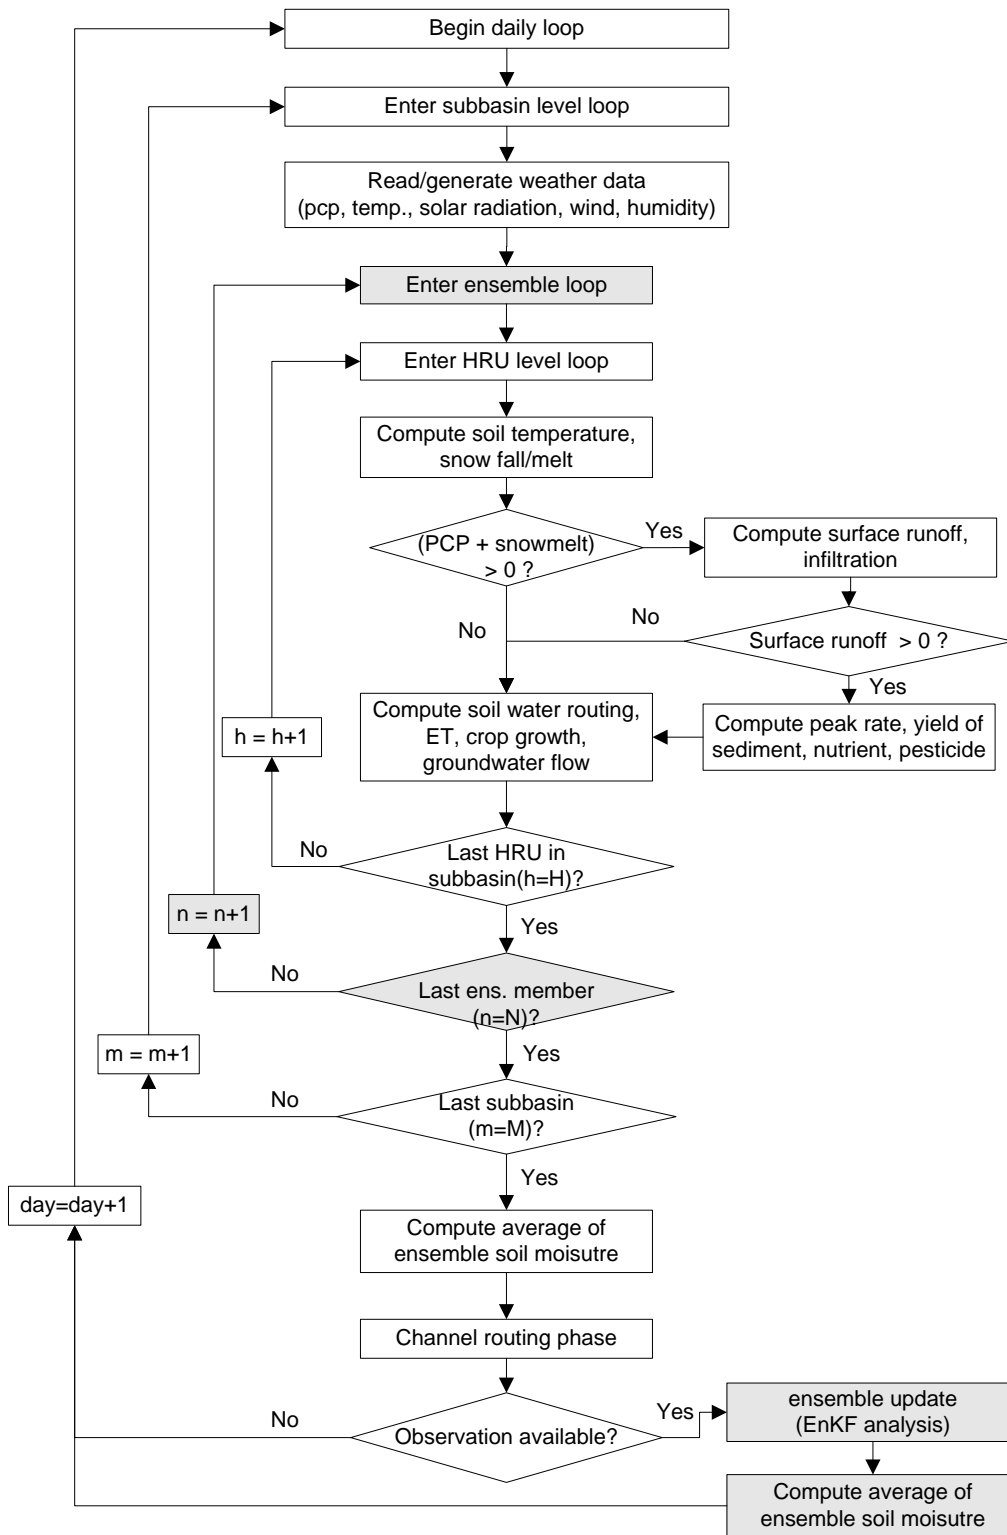 Begin daily loop
Enter subbasin level loop
Read/generate weather data
(pcp, temp., solar radiation, wind, humidity)
Enter ensemble loop
Enter HRU level loop
Compute soil temperature,
snow fall/melt
(PCP + snowmelt)
> 0 ?
Yes
Compute surface runoff,
infiltration
No
No
Surface runoff > 0 ?
Yes
Compute soil water routing,
ET, crop growth,
groundwater flow
Compute peak rate, yield of
sediment, nutrient, pesticide
h = h+1
No
Last HRU in
subbasin(h=H)?
Yes
n = n+1
No
Last ens. member
(n=N)?
Yes
m = m+1
No
Last subbasin
(m=M)?
Yes
day=day+1
Compute average of
ensemble soil moisutre
Channel routing phase
No
Observation available?
Yes
ensemble update
(EnKF analysis)
Compute average of
ensemble soil moisutre